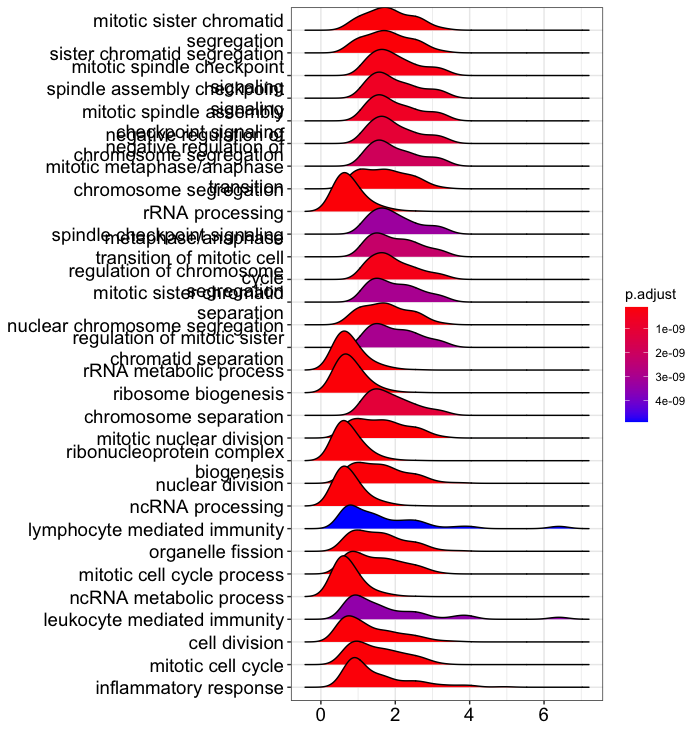 mitotic sister chromatid
segregation
sister chromatid segregation
mitotic spindle checkpoint
signaling
spindle assembly checkpoint
signaling
mitotic spindle assembly
checkpoint signaling
negative regulation of
chromosome segregation
negative regulation of
mitotic metaphase/anaphase
transition
chromosome segregation
rRNA processing
spindle checkpoint signaling
metaphase/anaphase
transition of mitotic cell
cycle
regulation of chromosome
segregation
mitotic sister chromatid
separation
nuclear chromosome segregation
regulation of mitotic sister
chromatid separation
rRNA metabolic process
ribosome biogenesis
chromosome separation
mitotic nuclear division
ribonucleoprotein complex
biogenesis
nuclear division
ncRNA processing
lymphocyte mediated immunity
organelle fission
mitotic cell cycle process
ncRNA metabolic process
leukocyte mediated immunity
cell division
mitotic cell cycle
inflammatory response
0 2 4 6
p.adjust
1e-09
2e-09
3e-09
4e-09